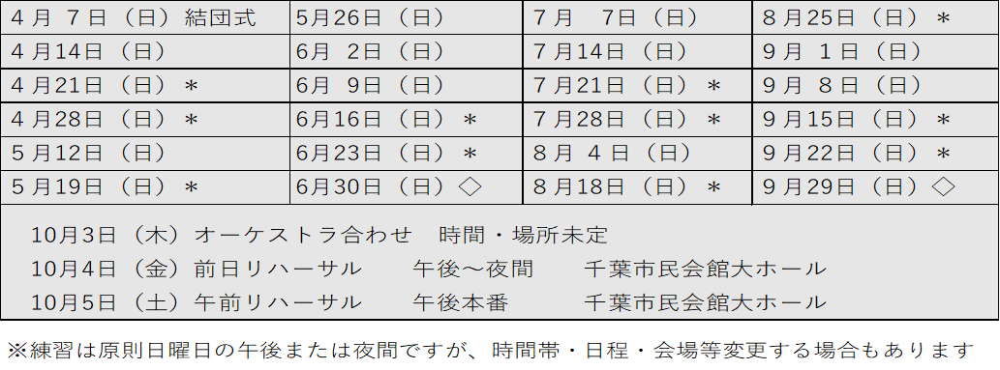 4月 7日（日）結団式 5月26日（日） 7月 7日（日） 8月25日（日）＊
4月14日（日） 6月 2日（日） 7月14日（日） 9月 1日（日）
4月21日（日）＊ 6月 9日（日） 7月21日（日）＊ 9月 8日（日）
4月28日（日）＊ 6月16日（日）＊ 7月28日（日）＊ 9月15日（日）＊
5月12日（日） 6月23日（日）＊ 8月 4日（日） 9月22日（日）＊
5月19日（日）＊ 6月30日（日）◇ 8月18日（日）＊ 9月29日（日）◇
10月3日（木）オーケストラ合わせ 時間・場所未定
10月4日（金）前日リハーサル 午後～夜間 千葉市民会館大ホール
10月5日（土）午前リハーサル 午後本番 千葉市民会館大ホール
※練習は原則日曜日の午後または夜間ですが、時間帯・日程・会場等変更する場合もあります